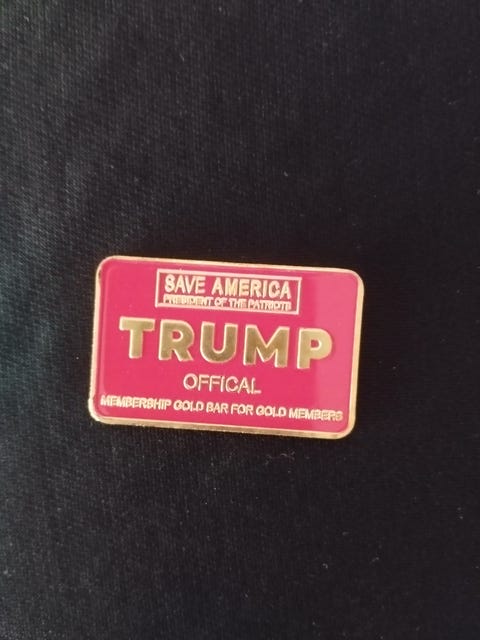 SAVE AMERICA
PRESIDENT OF THE PATRIOTS
TRUMP
OFFICAL
MEMBERSHIP GOLD BAR FOR GOLD MEMBERS